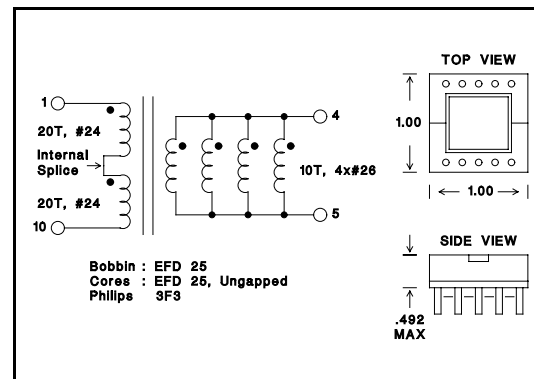 1
20T, #24
Internal
Splice
20T, #24
10
4
10T, 4x#26
5
Bobbin : EFD 25
Cores : EFD 25, Ungapped
Philips 3F3
TOP VIEW
1.00
1.00
SIDE VIEW
.492
MAX